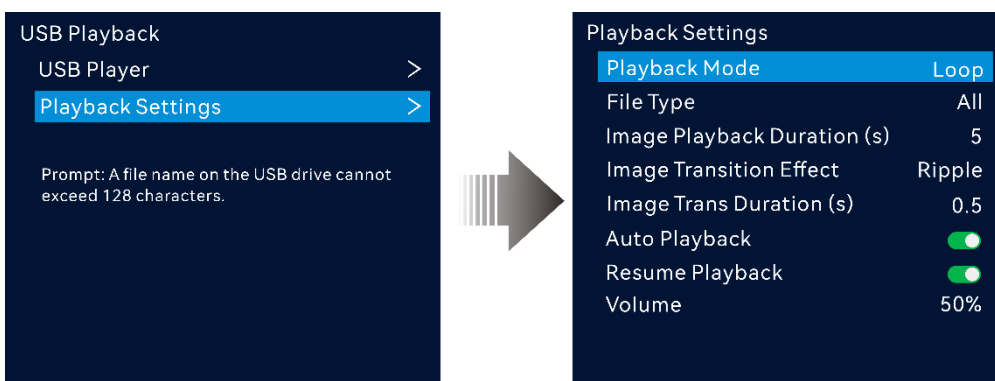 USB Playback
USB Player >
Playback Settings >
Prompt: A file name on the USB drive cannot
exceed 128 characters.
Playback Settings
Playback Mode Loop
File Type All
Image Playback Duration (s) 5
Image Transition Effect Ripple
Image Trans Duration (s) 0.5
Auto Playback
Resume Playback
Volume 50%